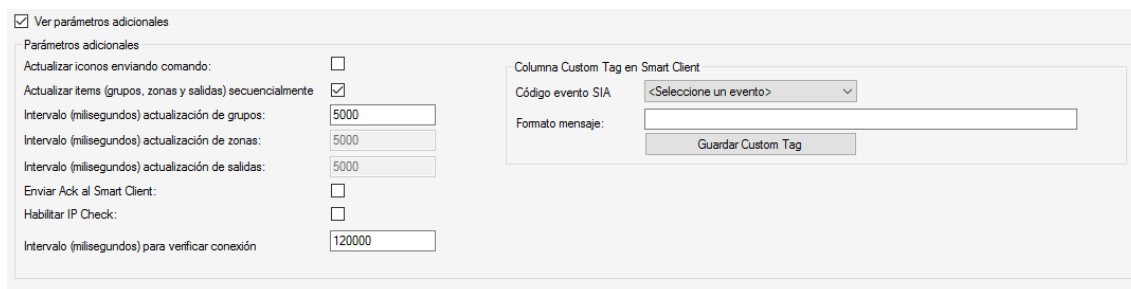 Ver parámetros adicionales
Parámetros adicionales
Actualizar iconos enviando comando:
Actualizar items (grupos, zonas y salidas) secuencialmente
Intervalo (milisegundos) actualización de grupos: 5000
Intervalo (milisegundos) actualización de zonas: 5000
Intervalo (milisegundos) actualización de salidas: 5000
Enviar Ack al Smart Client:
Habilitar IP Check:
Intervalo (milisegundos) para verificar conexión 120000
Columna Custom Tag en Smart Client
Código evento SIA <Seleccione un evento>
Formato mensaje:
Guardar Custom Tag